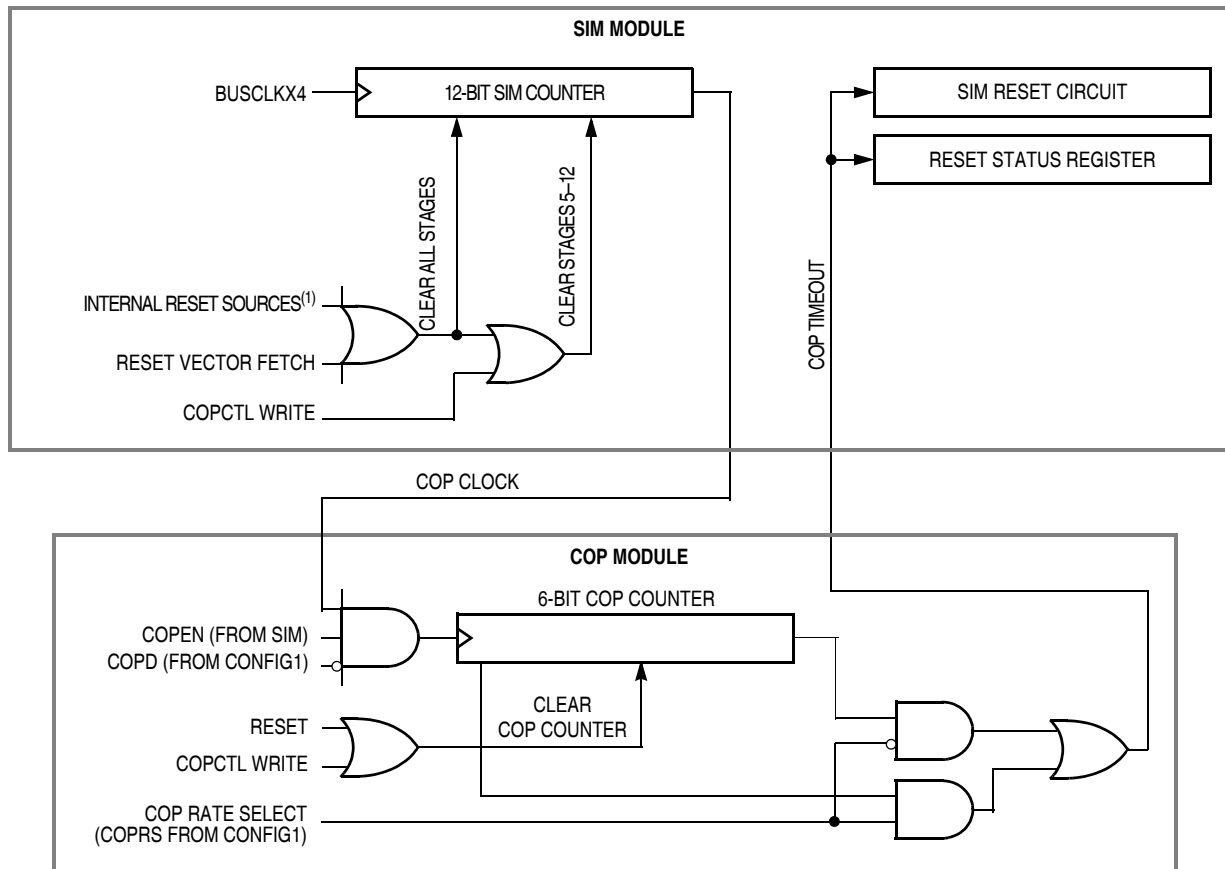 SIM MODULE
BUSCLKX4
12-BIT SIM COUNTER
SIM RESET CIRCUIT
RESET STATUS REGISTER
CLEAR ALL STAGES
CLEAR STAGES 5–12
COP TIMEOUT
INTERNAL RESET SOURCES(1)
RESET VECTOR FETCH
COPCTL WRITE
COP CLOCK
COP MODULE
6-BIT COP COUNTER
COPEN (FROM SIM)
COPD (FROM CONFIG1)
CLEAR
COP COUNTER
RESET
COPCTL WRITE
COP RATE SELECT
(COPRS FROM CONFIG1)